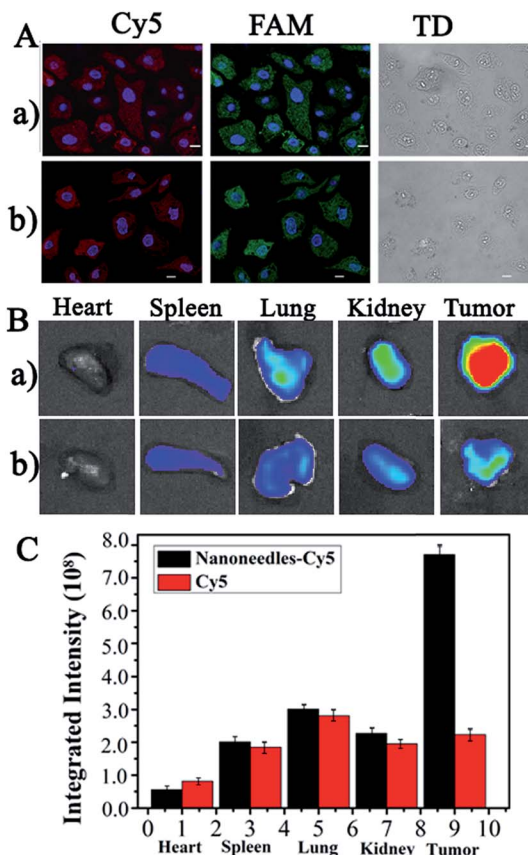 A
Cy5 FAM TD
a)
b)
B
Heart Spleen Lung Kidney Tumor
a)
b)
C
Integrated Intensity (10⁸)
8.0
7.0
6.0
5.0
4.0
3.0
2.0
1.0
0.0
Nanoneedles-Cy5
Cy5
0 1 2 3 4 5 6 7 8 9 10
Heart Spleen Lung Kidney Tumor